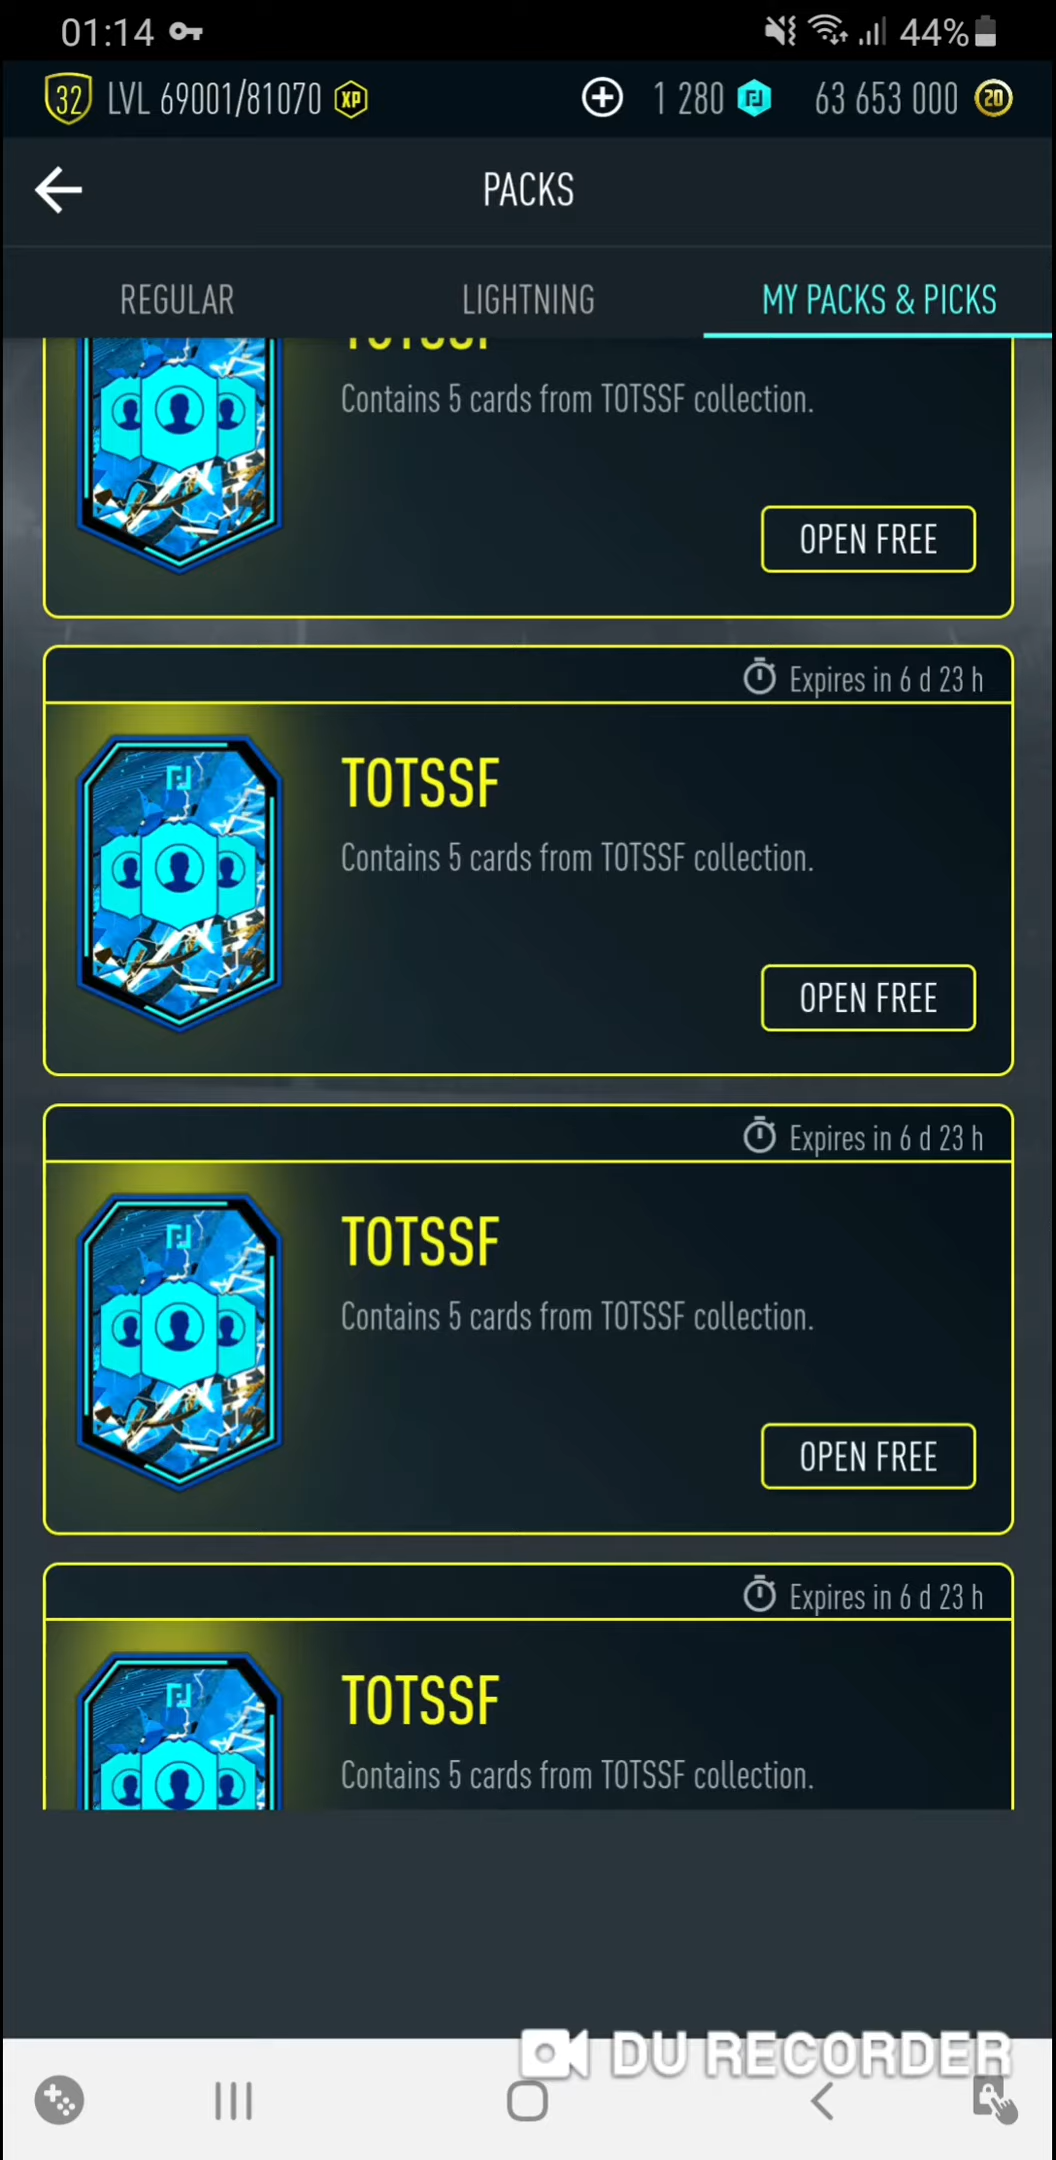 01:14 44%
32 LVL 69001/81070 XP 1 280 63 653 000 20
PACKS
REGULAR LIGHTNING MY PACKS & PICKS
TOTSSF
Contains 5 cards from TOTSSF collection.
OPEN FREE
Expires in 6 d 23 h
TOTSSF
Contains 5 cards from TOTSSF collection.
OPEN FREE
Expires in 6 d 23 h
TOTSSF
Contains 5 cards from TOTSSF collection.
OPEN FREE
Expires in 6 d 23 h
TOTSSF
Contains 5 cards from TOTSSF collection.
DU RECORDER